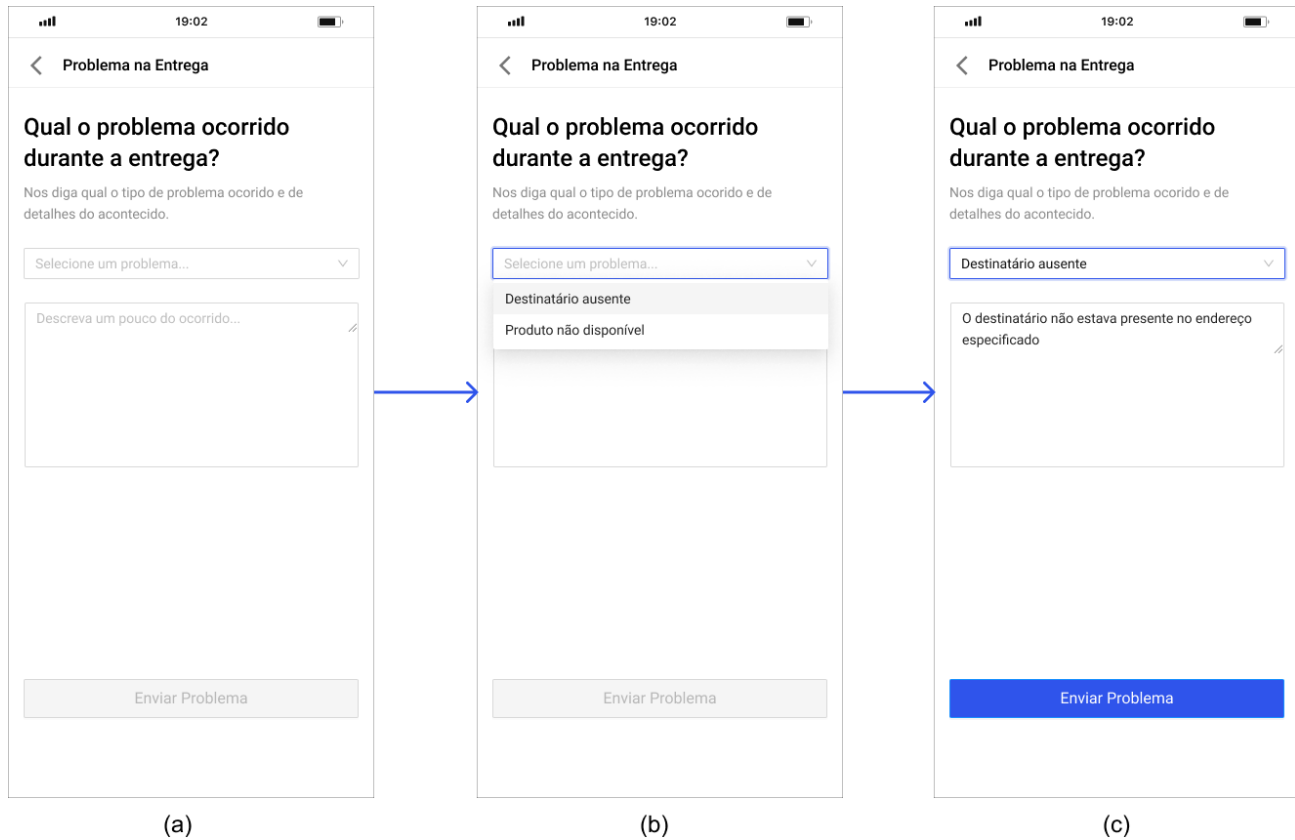 19:02
Problema na Entrega
Qual o problema ocorrido
durante a entrega?
Nos diga qual o tipo de problema ocorido e de
detalhes do acontecido.
Selecione um problema...
Descreva um pouco do ocorrido...
Enviar Problema
(a)
19:02
Problema na Entrega
Qual o problema ocorrido
durante a entrega?
Nos diga qual o tipo de problema ocorido e de
detalhes do acontecido.
Selecione um problema...
Destinatário ausente
Produto não disponível
Enviar Problema
(b)
19:02
Problema na Entrega
Qual o problema ocorrido
durante a entrega?
Nos diga qual o tipo de problema ocorido e de
detalhes do acontecido.
Destinatário ausente
O destinatário não estava presente no endereço
especificado
Enviar Problema
(c)